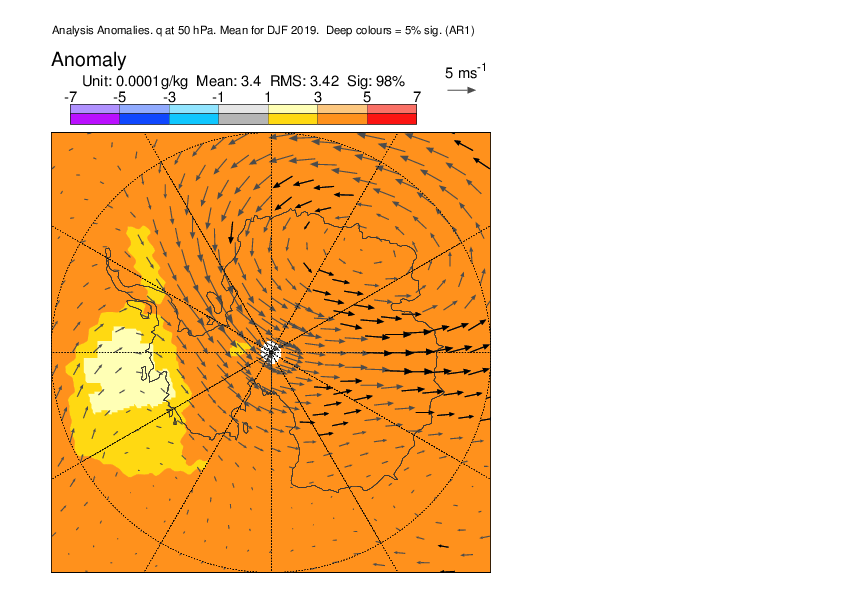 Analysis Anomalies. q at 50 hPa. Mean for DJF 2019.  Deep colours = 5% sig. (AR1)
Anomaly
Unit: 0.0001g/kg  Mean: 3.4  RMS: 3.42  Sig: 98%
5 ms-1
-7 -5 -3 -1 1 3 5 7